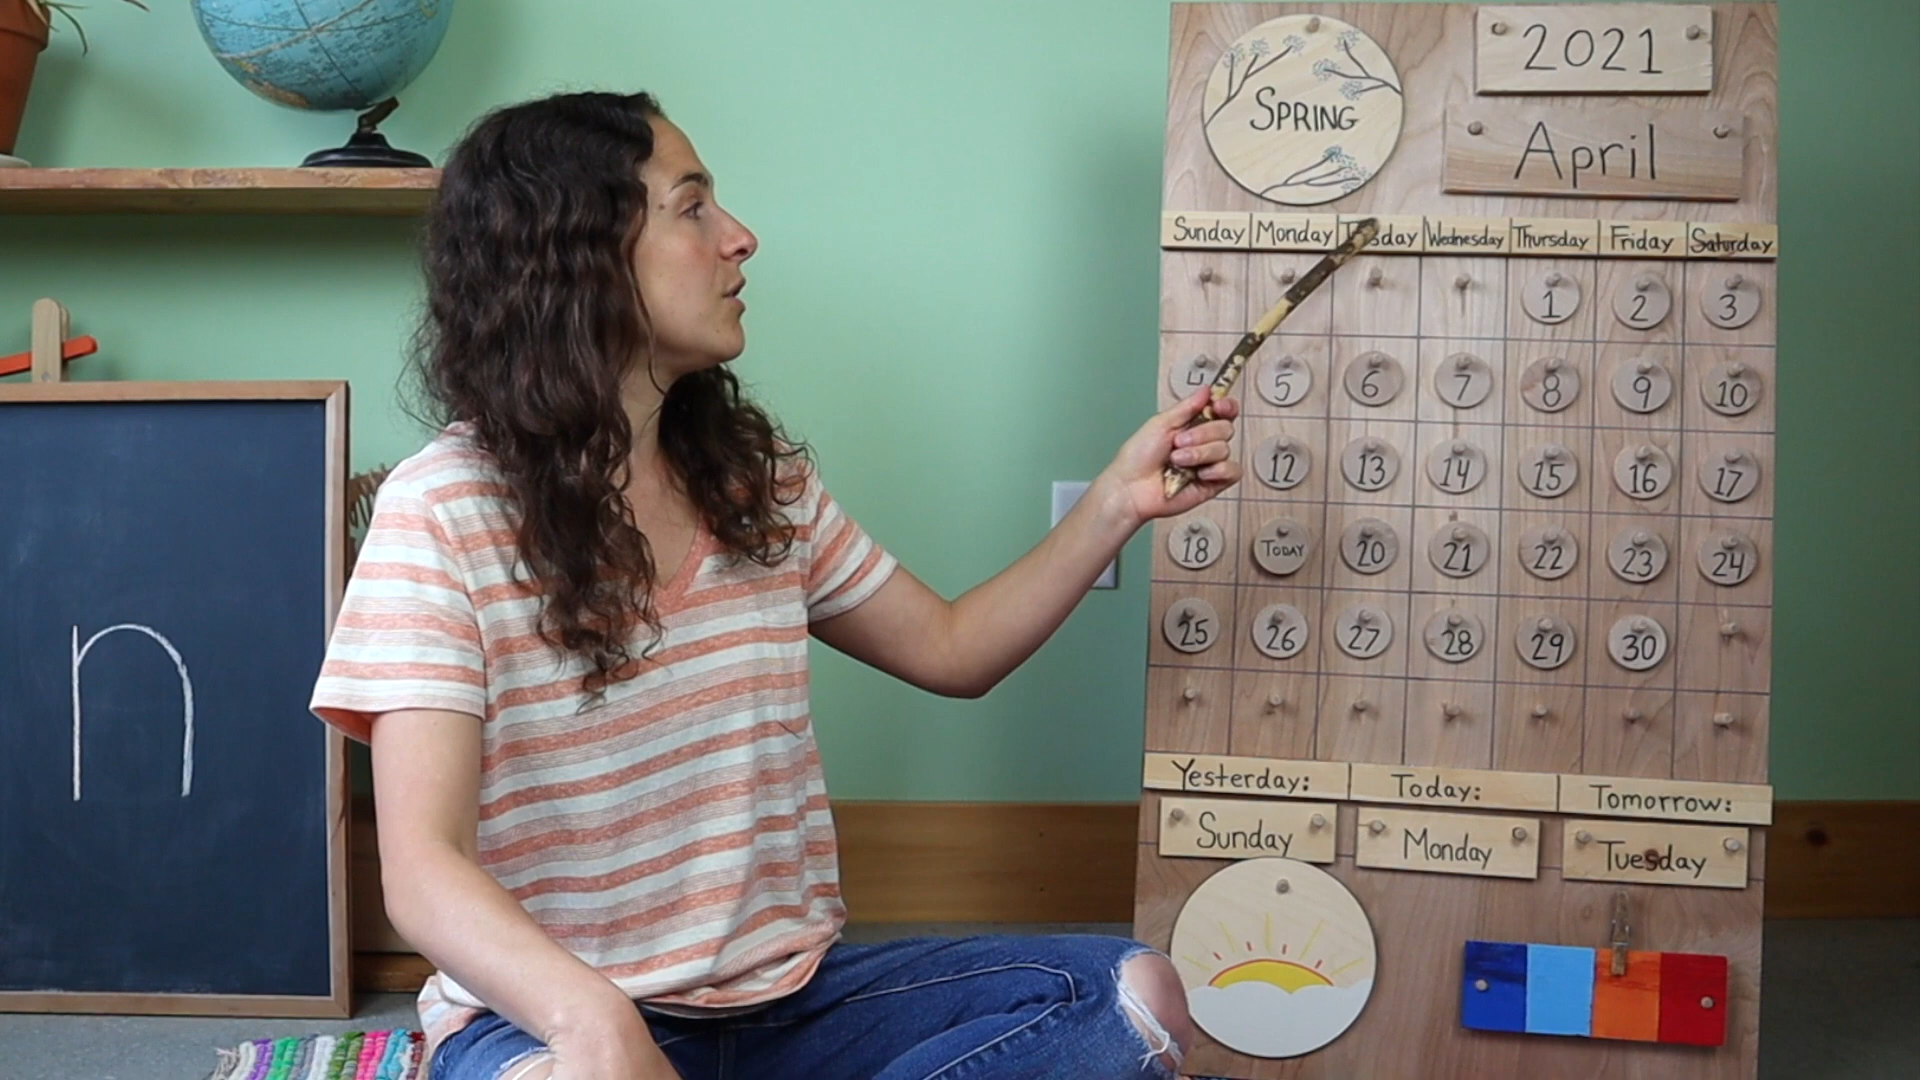 2021
SPRING
April
Sunday Monday Wednesday Thursday Friday Saturday
1 2 3
4 5 6 7 8 9 10
12 13 14 15 16 17
18 TODAY 20 21 22 23 24
25 26 27 28 29 30
n
Yesterday: Today: Tomorrow:
Sunday Monday Tuesday